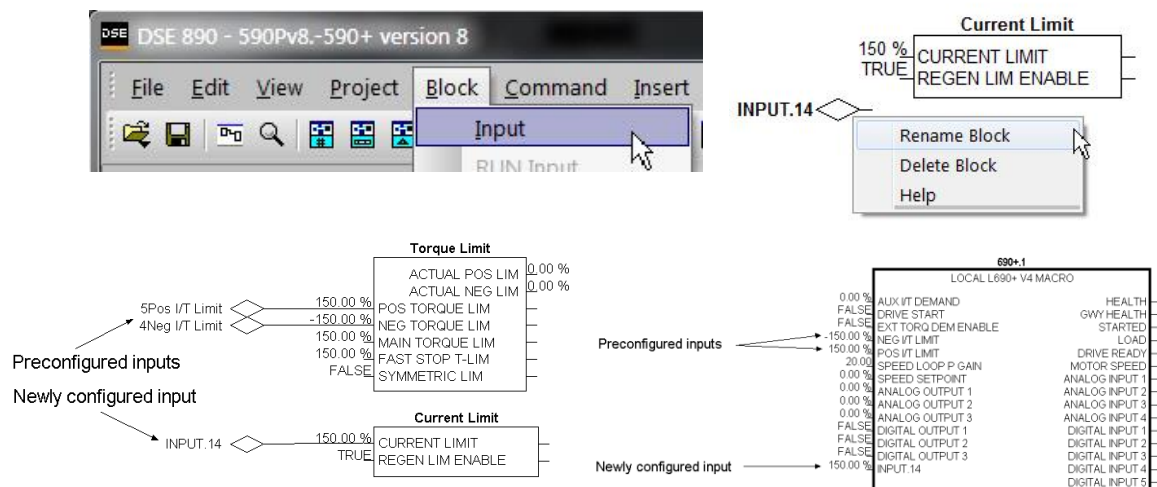 DSE DSE 890 - 590Pv8.-590+ version 8
File Edit View Project Block Command Insert
Input
RUN Input
Current Limit
150 % CURRENT LIMIT
TRUE REGEN LIM ENABLE
INPUT.14
Rename Block
Delete Block
Help
Torque Limit
ACTUAL POS LIM 0.00 %
ACTUAL NEG LIM 0.00 %
5Pos I/T Limit 150.00 % POS TORQUE LIM
4Neg I/T Limit -150.00 % NEG TORQUE LIM
150.00 % MAIN TORQUE LIM
150.00 % FAST STOP T-LIM
FALSE SYMMETRIC LIM
Preconfigured inputs
Newly configured input
Current Limit
INPUT.14 150.00 % CURRENT LIMIT
TRUE REGEN LIM ENABLE
690+.1
LOCAL L690+ V4 MACRO
0.00 % AUX I/T DEMAND HEALTH
FALSE DRIVE START GWY HEALTH
FALSE EXT TORQ DEM ENABLE STARTED
-150.00 % NEG I/T LIMIT LOAD
150.00 % POS I/T LIMIT DRIVE READY
20.00 SPEED LOOP P GAIN MOTOR SPEED
0.00 % SPEED SETPOINT ANALOG INPUT 1
0.00 % ANALOG OUTPUT 1 ANALOG INPUT 2
0.00 % ANALOG OUTPUT 2 ANALOG INPUT 3
0.00 % ANALOG OUTPUT 3 ANALOG INPUT 4
FALSE DIGITAL OUTPUT 1 DIGITAL INPUT 1
FALSE DIGITAL OUTPUT 2 DIGITAL INPUT 2
FALSE DIGITAL OUTPUT 3 DIGITAL INPUT 3
150.00 % INPUT.14 DIGITAL INPUT 4
DIGITAL INPUT 5
Preconfigured inputs
Newly configured input